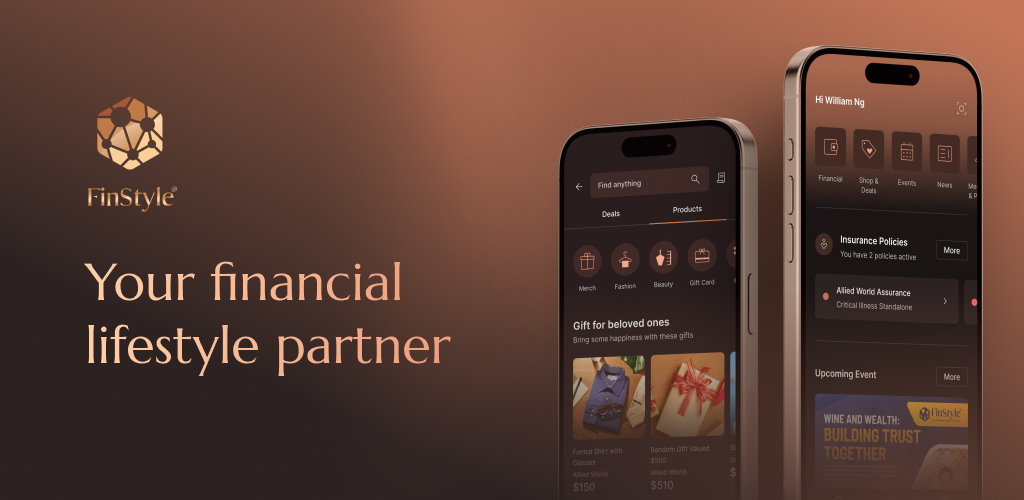 FinStyle®
Your financial
lifestyle partner
Find anything
Deals
Products
Merch
Fashion
Beauty
Gift Card
Gift for beloved ones
Bring some happiness with these gifts
Formal Shirt with
Glasses
Allied World
$150
Random Gift Valued
$500
Allied World
$510
$
Hi William Ng
Financial
Shop &
Deals
Events
News
Me
& P
Insurance Policies
You have 2 policies active
More
Allied World Assurance
Critical Illness Standalone
Upcoming Event
More
WINE AND WEALTH:
BUILDING TRUST
TOGETHER
FinStyle